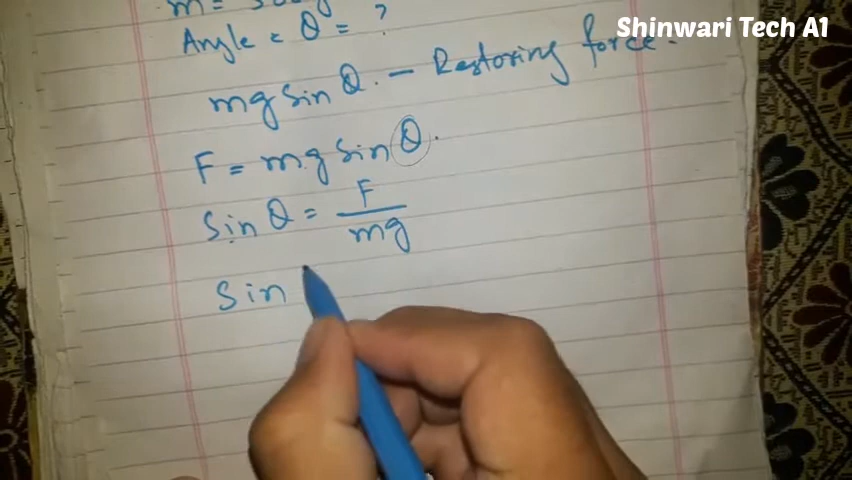 Shinwari Tech A1
m =
Angle = θ = ?
mg sin θ. – Restoring force.
F = mg sin θ.
sin θ = F / mg
Sin